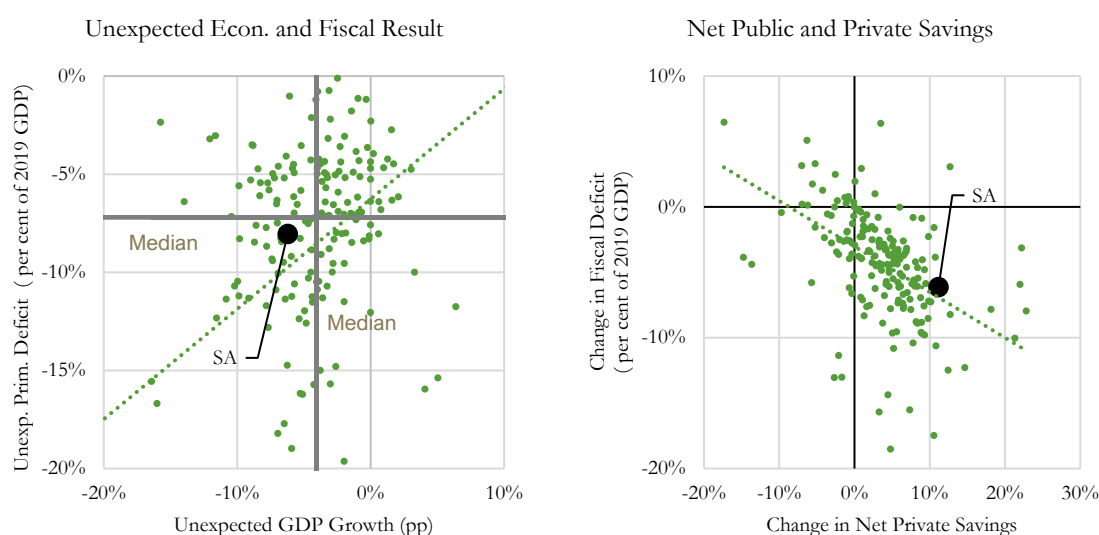 Unexpected Econ. and Fiscal Result
Unexp. Prim. Deficit ( per cent of 2019 GDP)
0%
-5%
-10%
-15%
-20%
Median
Median
SA
-20%
-10%
0%
10%
Unexpected GDP Growth (pp)
Net Public and Private Savings
Change in Fiscal Deficit
(per cent of 2019 GDP)
10%
0%
-10%
-20%
SA
-20%
-10%
0%
10%
20%
30%
Change in Net Private Savings